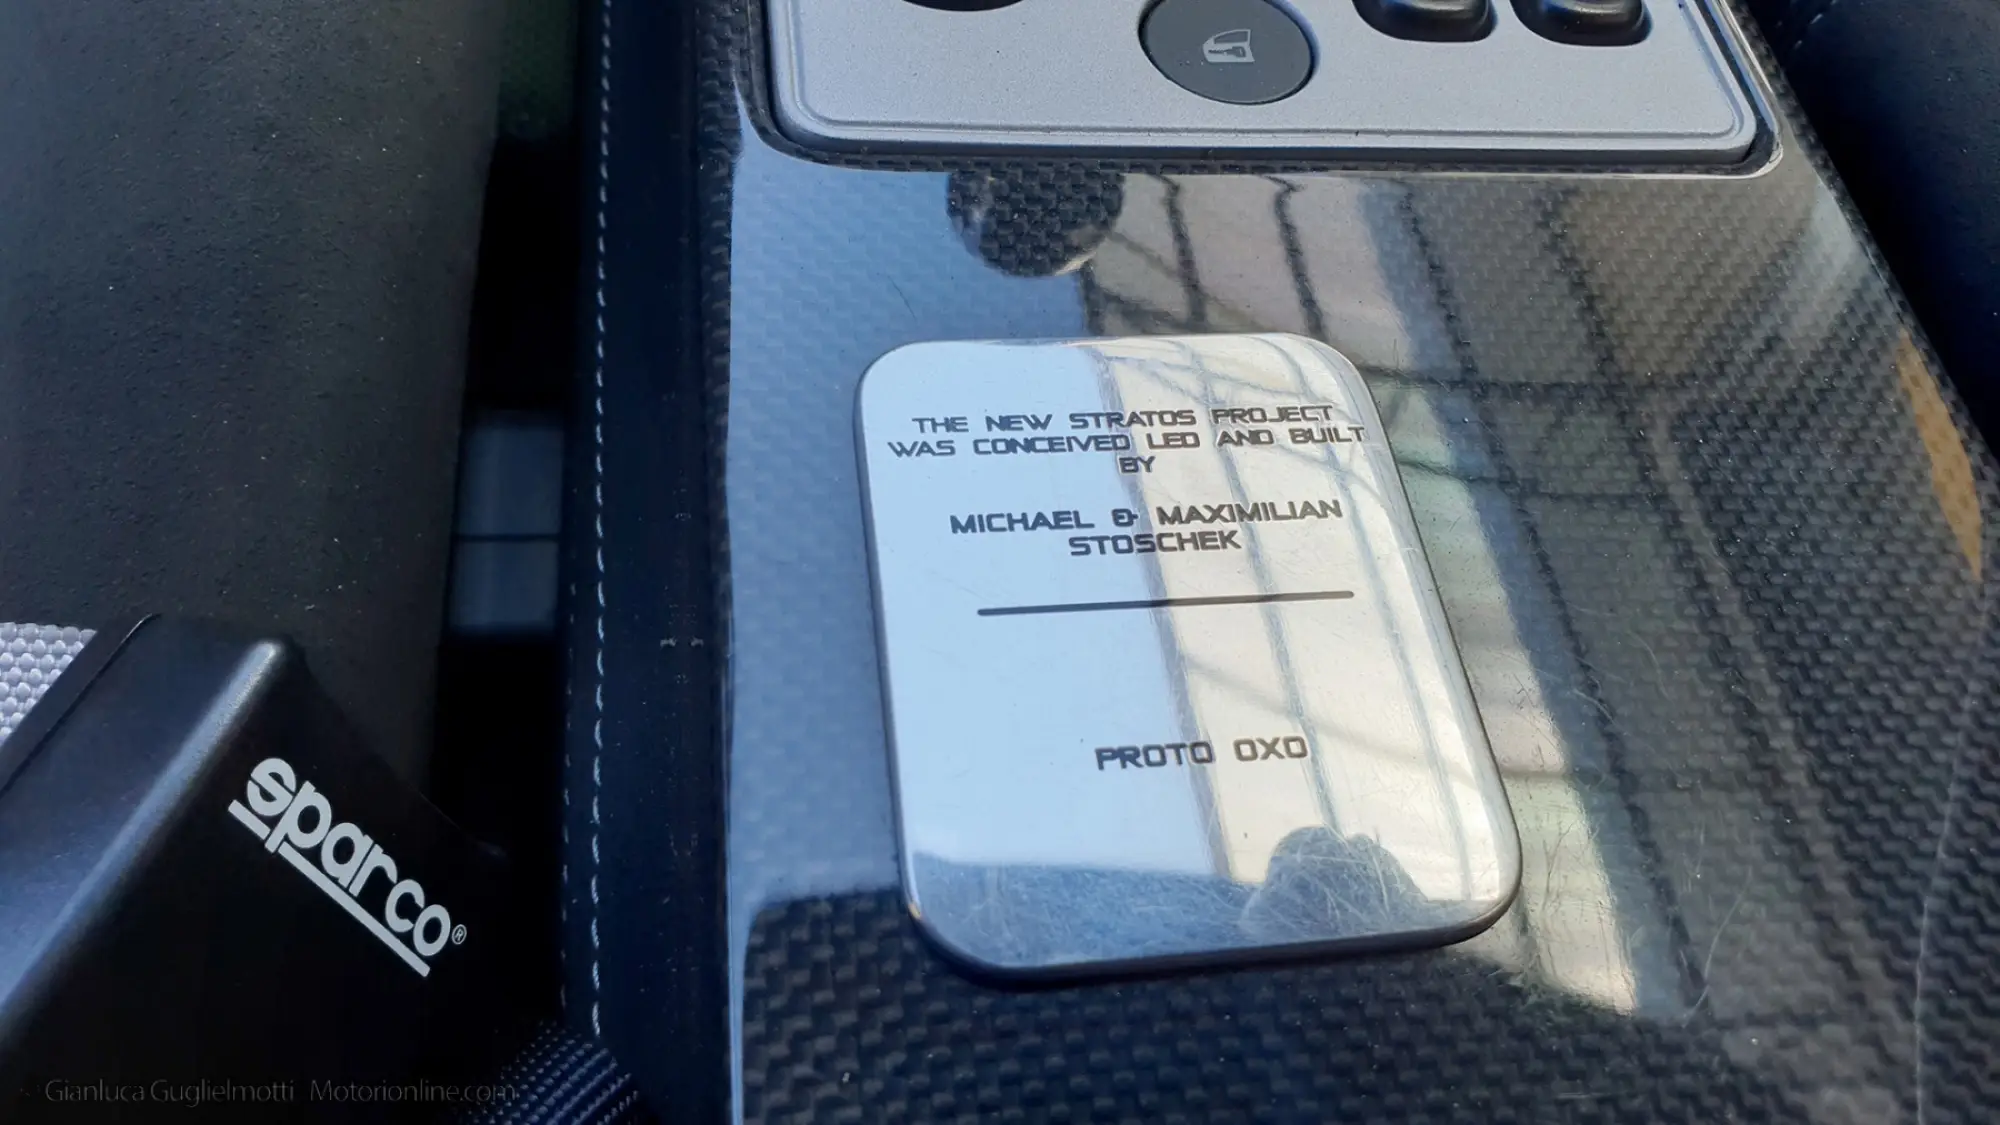 THE NEW STRATOS PROJECT
WAS CONCEIVED LED AND BUILT
BY
MICHAEL & MAXIMILIAN
STOSCHEK
PROTO 0X0
sparco®
Gianluca Guglielmotti Motorionline.com